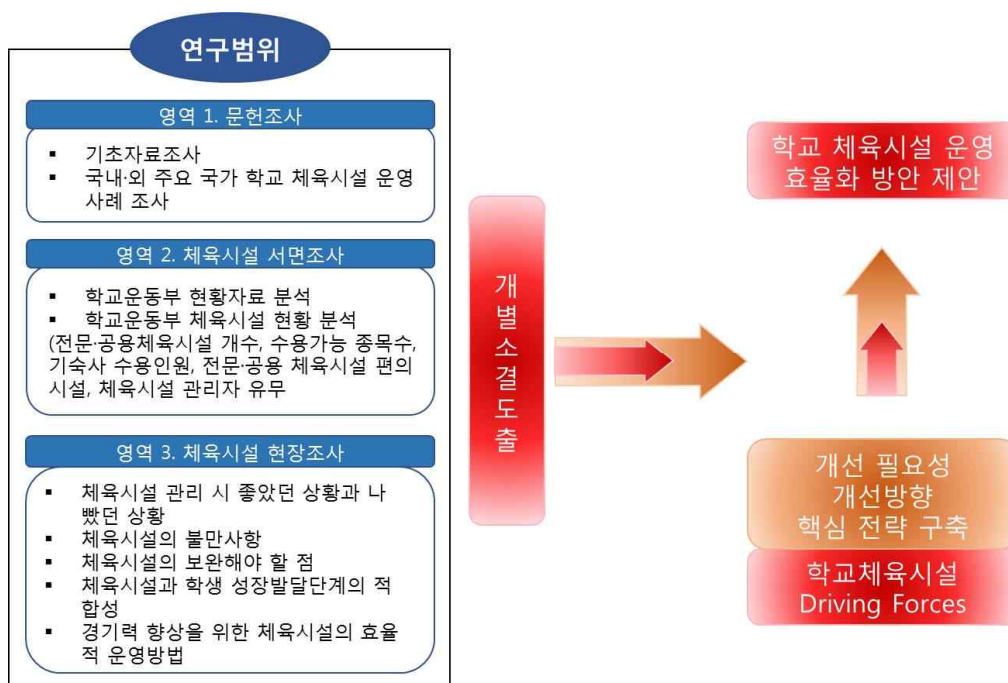 연구범위
영역 1. 문헌조사
▪ 기초자료조사
▪ 국내·외 주요 국가 학교 체육시설 운영
사례 조사
영역 2. 체육시설 서면조사
▪ 학교운동부 현황자료 분석
▪ 학교운동부 체육시설 현황 분석
(전문·공용체육시설 개수, 수용가능 종목수,
기숙사 수용인원, 전문·공용 체육시설 편의
시설, 체육시설 관리자 유무
영역 3. 체육시설 현장조사
▪ 체육시설 관리 시 좋았던 상황과 나
빴던 상황
▪ 체육시설의 불만사항
▪ 체육시설의 보완해야 할 점
▪ 체육시설과 학생 성장발달단계의 적
합성
▪ 경기력 향상을 위한 체육시설의 효율
적 운영방법
개별소결도출
학교 체육시설 운영
효율화 방안 제안
개선 필요성
개선방향
핵심 전략 구축
학교체육시설
Driving Forces